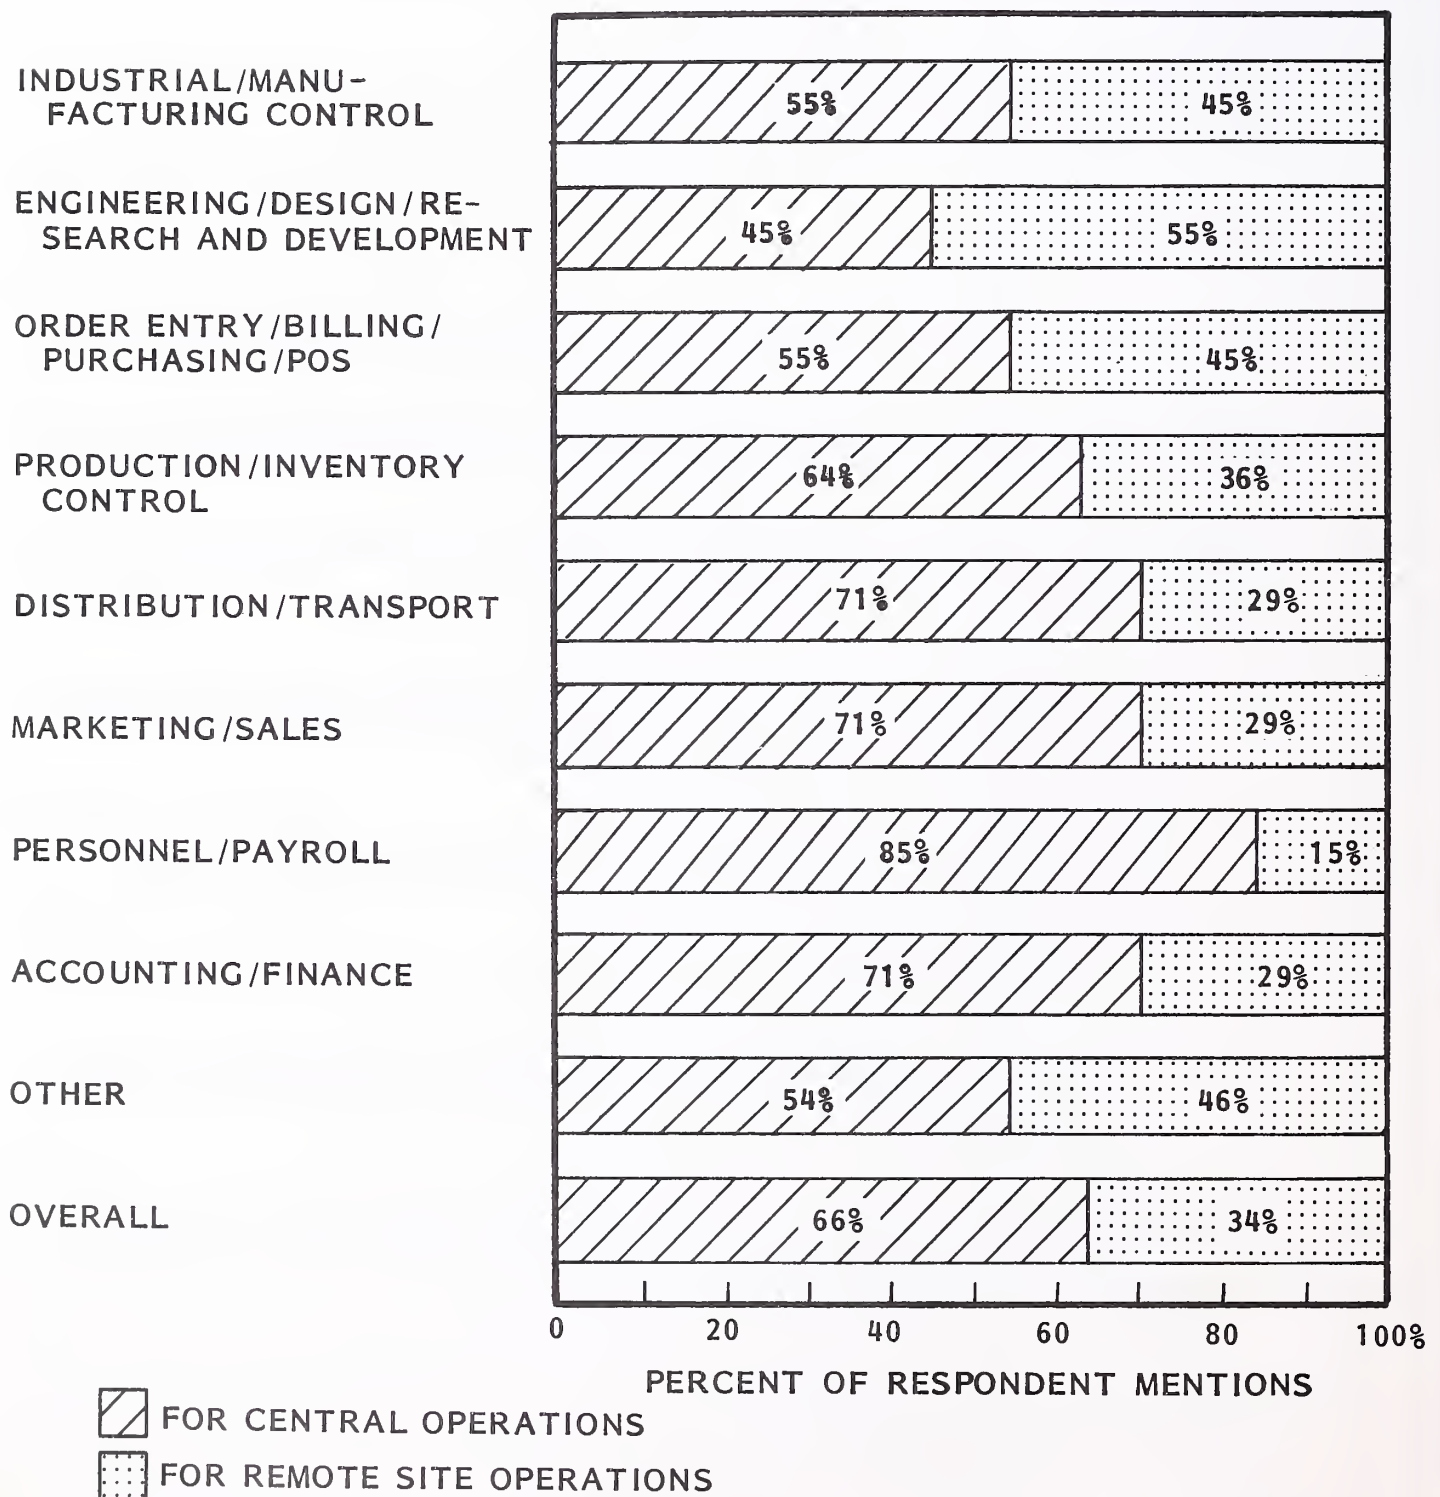 INDUSTRIAL/MANU-
FACTURING CONTROL
55% 45%
ENGINEERING/DESIGN/RE-
SEARCH AND DEVELOPMENT
45% 55%
ORDER ENTRY/BILLING/
PURCHASING/POS
55% 45%
PRODUCTION/INVENTORY
CONTROL
64% 36%
DISTRIBUTION/TRANSPORT
71% 29%
MARKETING/SALES
71% 29%
PERSONNEL/PAYROLL
85% 15%
ACCOUNTING/FINANCE
71% 29%
OTHER
54% 46%
OVERALL
66% 34%
0 20 40 60 80 100%
PERCENT OF RESPONDENT MENTIONS
FOR CENTRAL OPERATIONS
FOR REMOTE SITE OPERATIONS